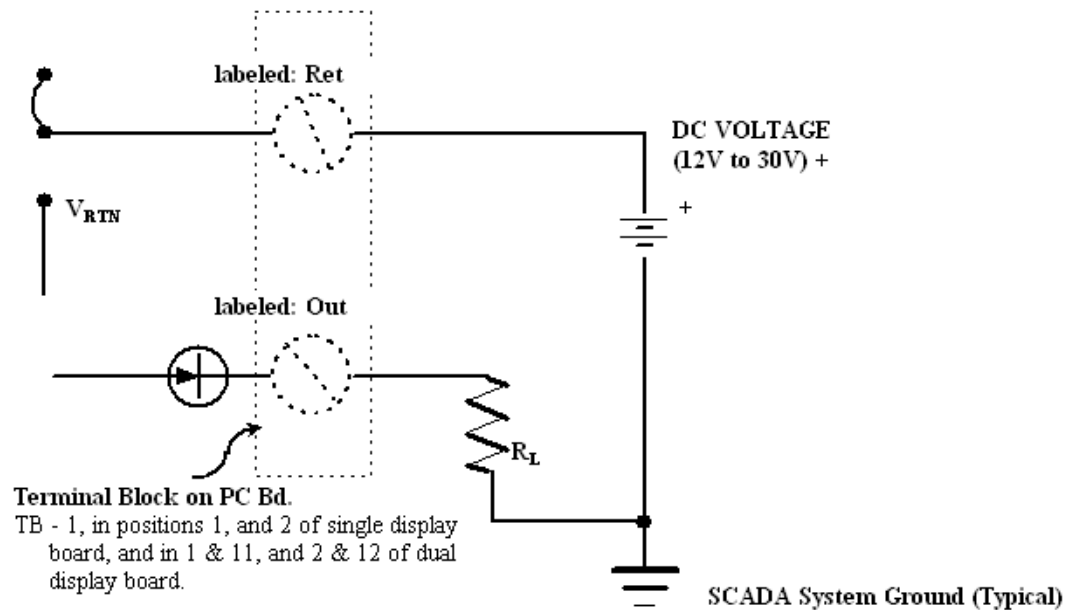 labeled: Ret
DC VOLTAGE
(12V to 30V) +
+
VRTN
labeled: Out
RL
Terminal Block on PC Bd.
TB - 1, in positions 1, and 2 of single display
board, and in 1 & 11, and 2 & 12 of dual
display board.
SCADA System Ground (Typical)